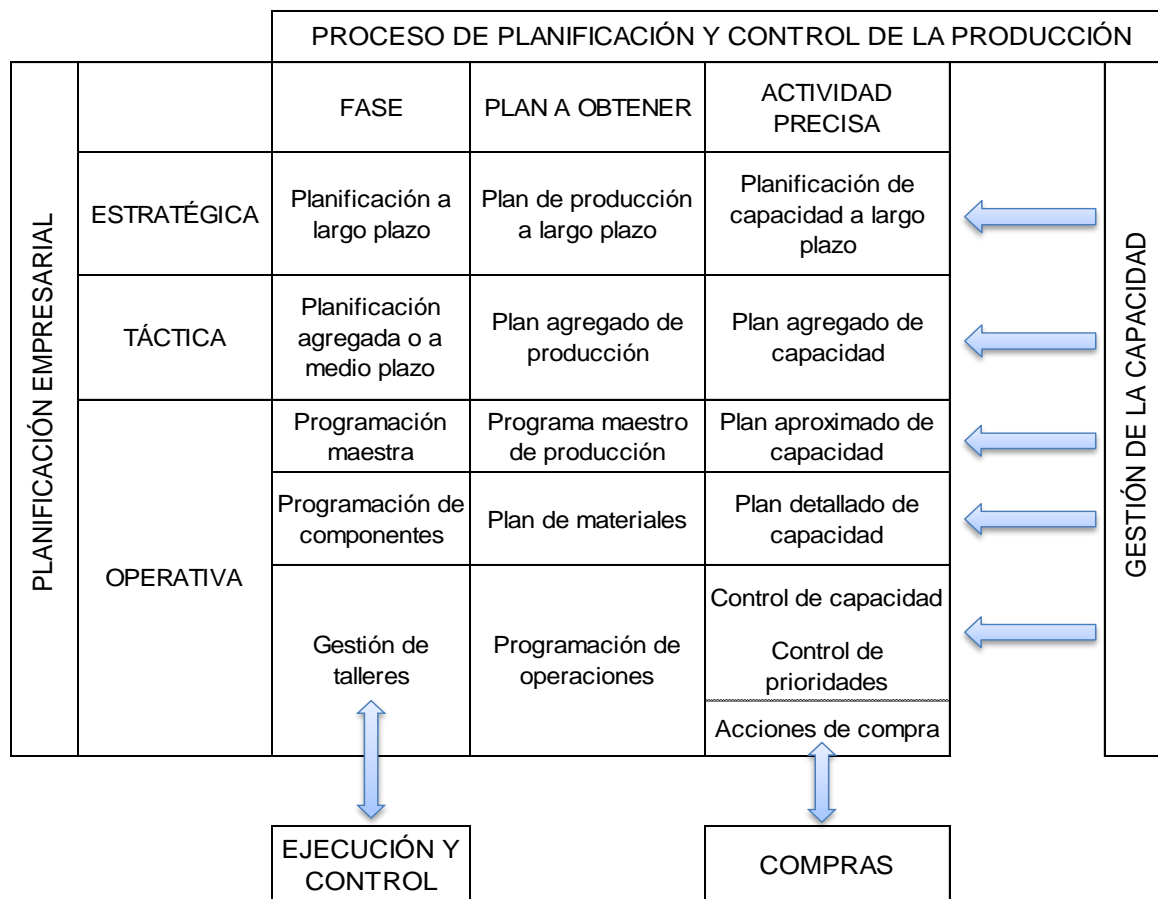 PROCESO DE PLANIFICACIÓN Y CONTROL DE LA PRODUCCIÓN
PLANIFICACIÓN EMPRESARIAL
FASE
PLAN A OBTENER
ACTIVIDAD
PRECISA
ESTRATÉGICA
Planificación a
largo plazo
Plan de producción
a largo plazo
Planificación de
capacidad a largo
plazo
TÁCTICA
Planificación
agregada o a
medio plazo
Plan agregado de
producción
Plan agregado de
capacidad
OPERATIVA
Programación
maestra
Programa maestro
de producción
Plan aproximado de
capacidad
Programación de
componentes
Plan de materiales
Plan detallado de
capacidad
Gestión de
talleres
Programación de
operaciones
Control de capacidad
Control de
prioridades
Acciones de compra
GESTIÓN DE LA CAPACIDAD
EJECUCIÓN Y
CONTROL
COMPRAS